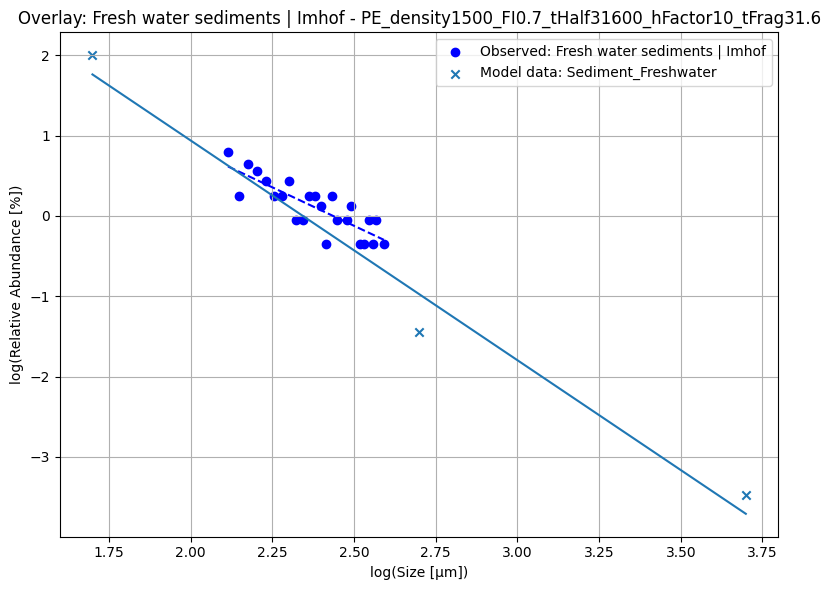 Overlay: Fresh water sediments | Imhof - PE_density1500_FI0.7_tHalf31600_hFactor10_tFrag31.6
Observed: Fresh water sediments | Imhof
Model data: Sediment_Freshwater
log(Relative Abundance [%])
2
1
0
−1
−2
−3
1.75 2.00 2.25 2.50 2.75 3.00 3.25 3.50 3.75
log(Size [μm])